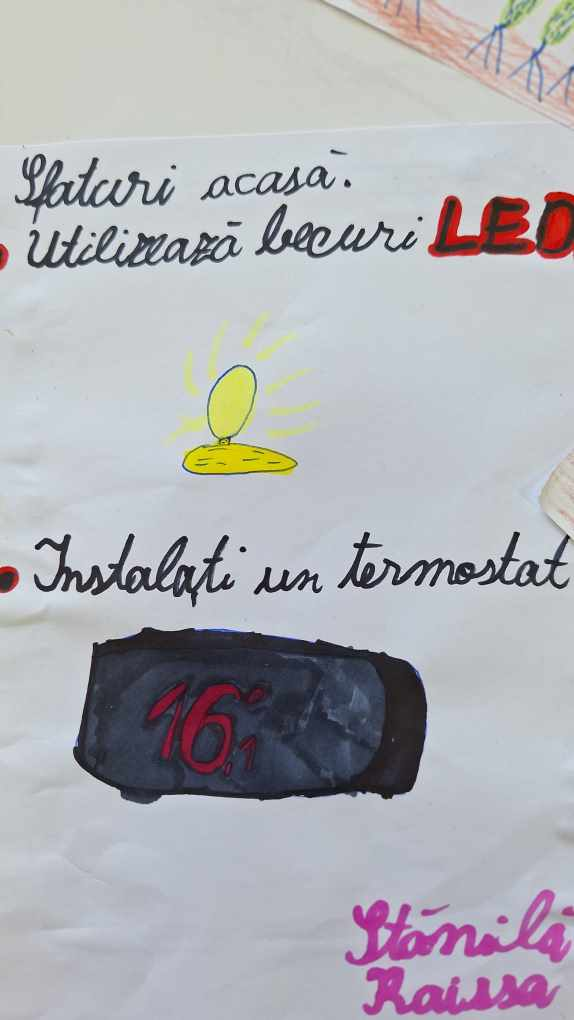 Sfaturi acasă.
Utilizează becuri LED
Instalați un termostat
16,1°
Stănilă
Raissa